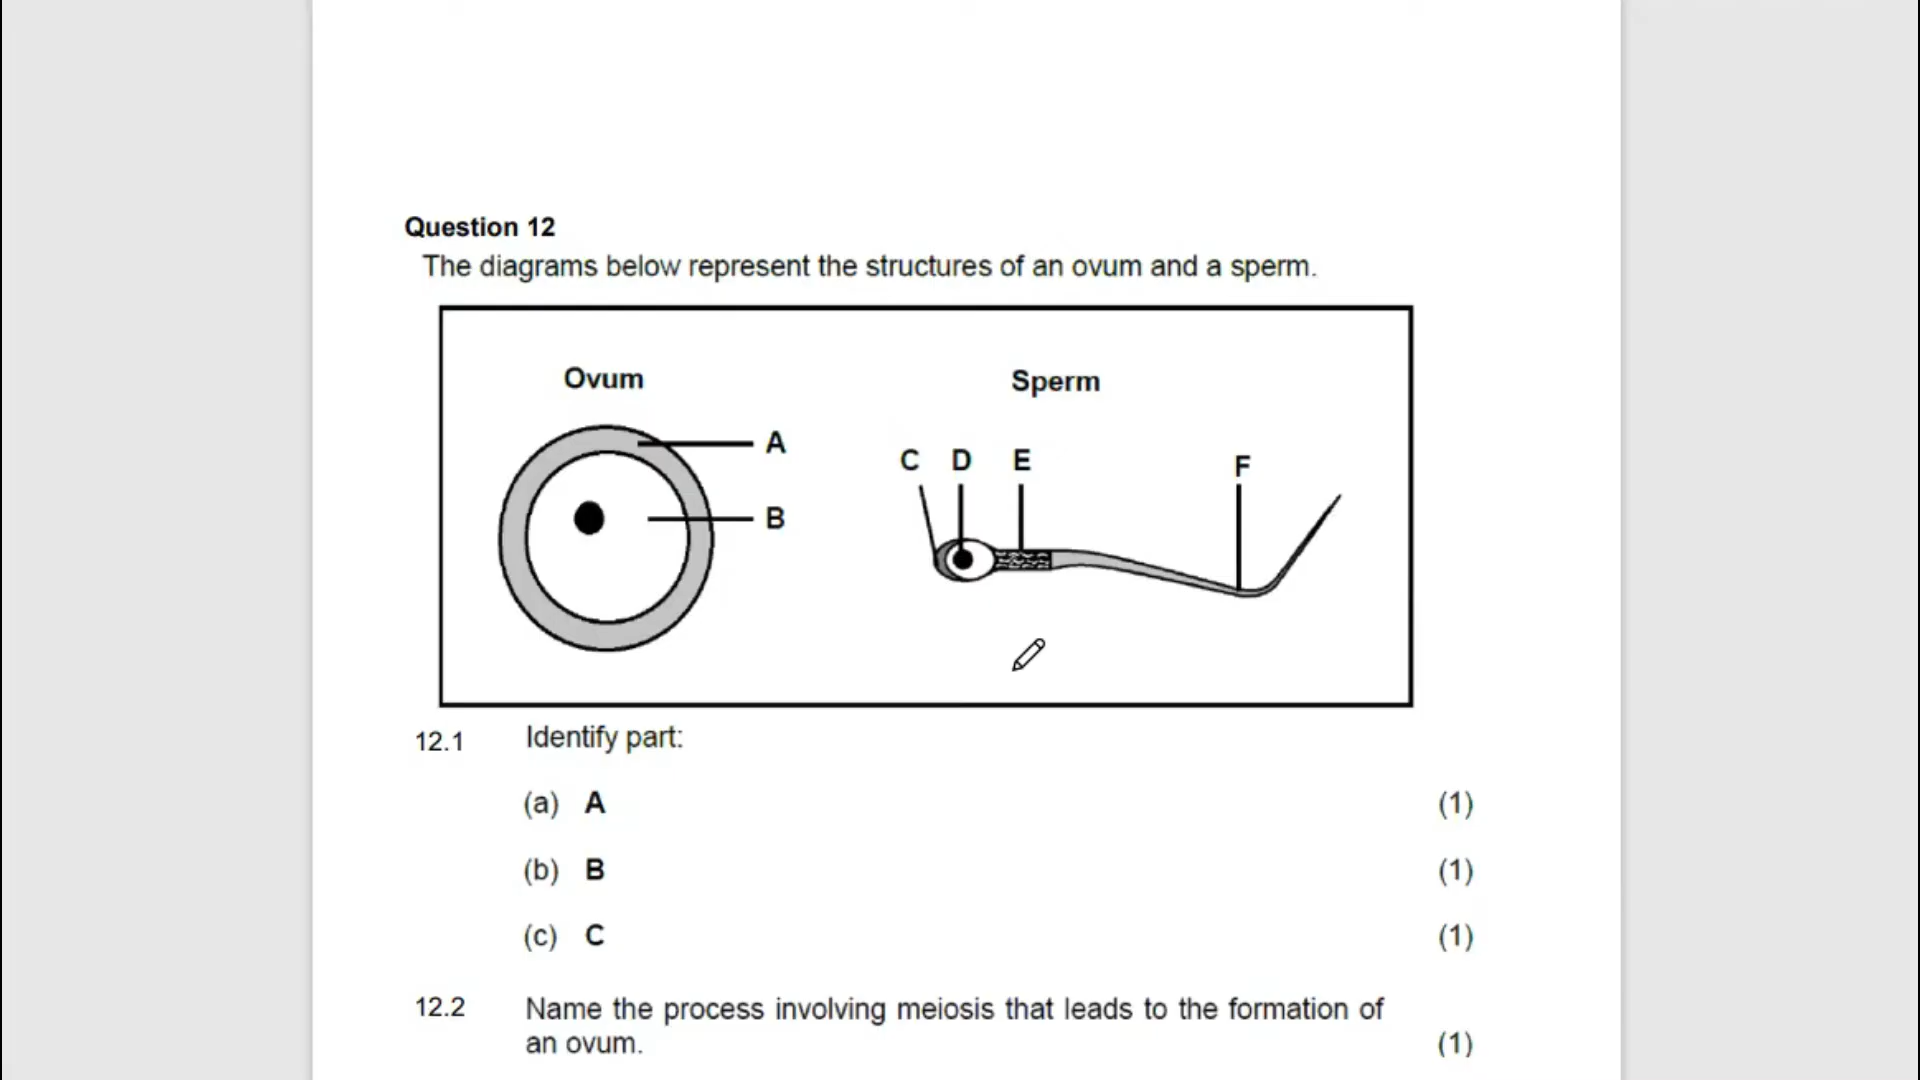 Question 12
The diagrams below represent the structures of an ovum and a sperm.
Ovum
Sperm
A
B
C D E F
12.1 Identify part:
(a) A (1)
(b) B (1)
(c) C (1)
12.2 Name the process involving meiosis that leads to the formation of
an ovum. (1)